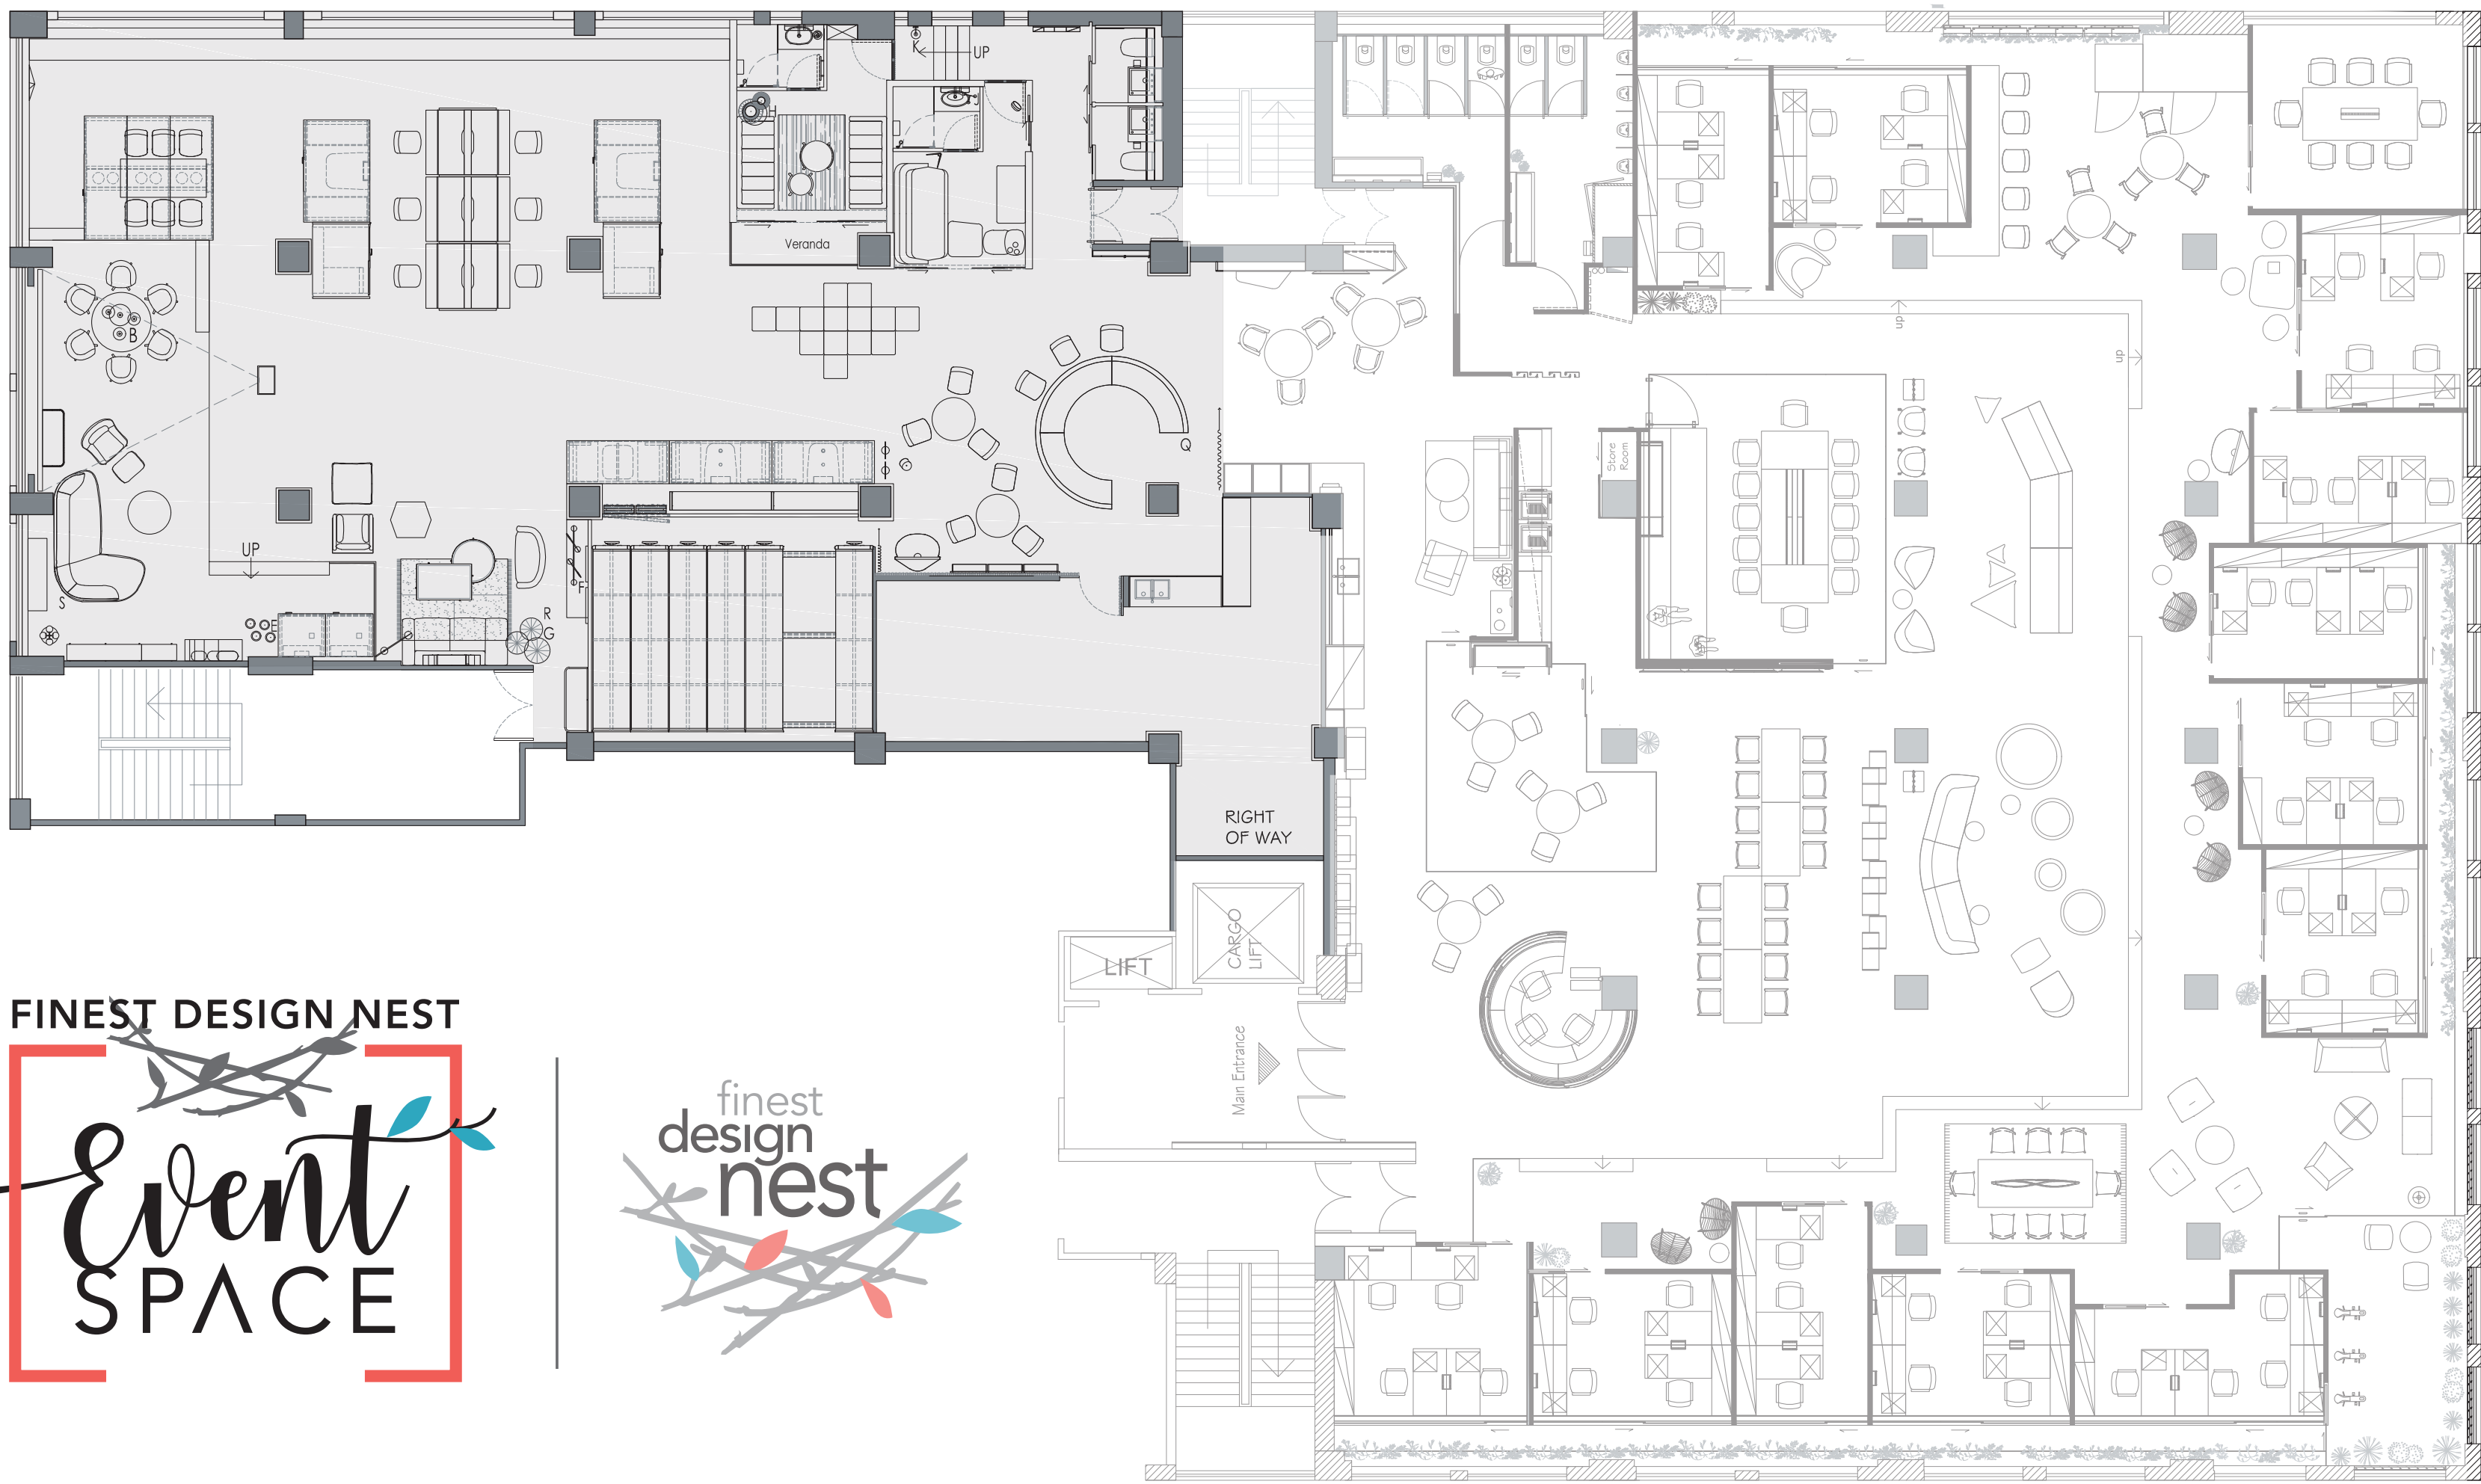 K
UP
Veranda
B
up
up
Q
Store
Room
UP
S
E
F
R
G
RIGHT
OF WAY
CARGO
LIFT
LIFT
Main Entrance
FINEST DESIGN NEST
Event
SPACE
finest
design
nest